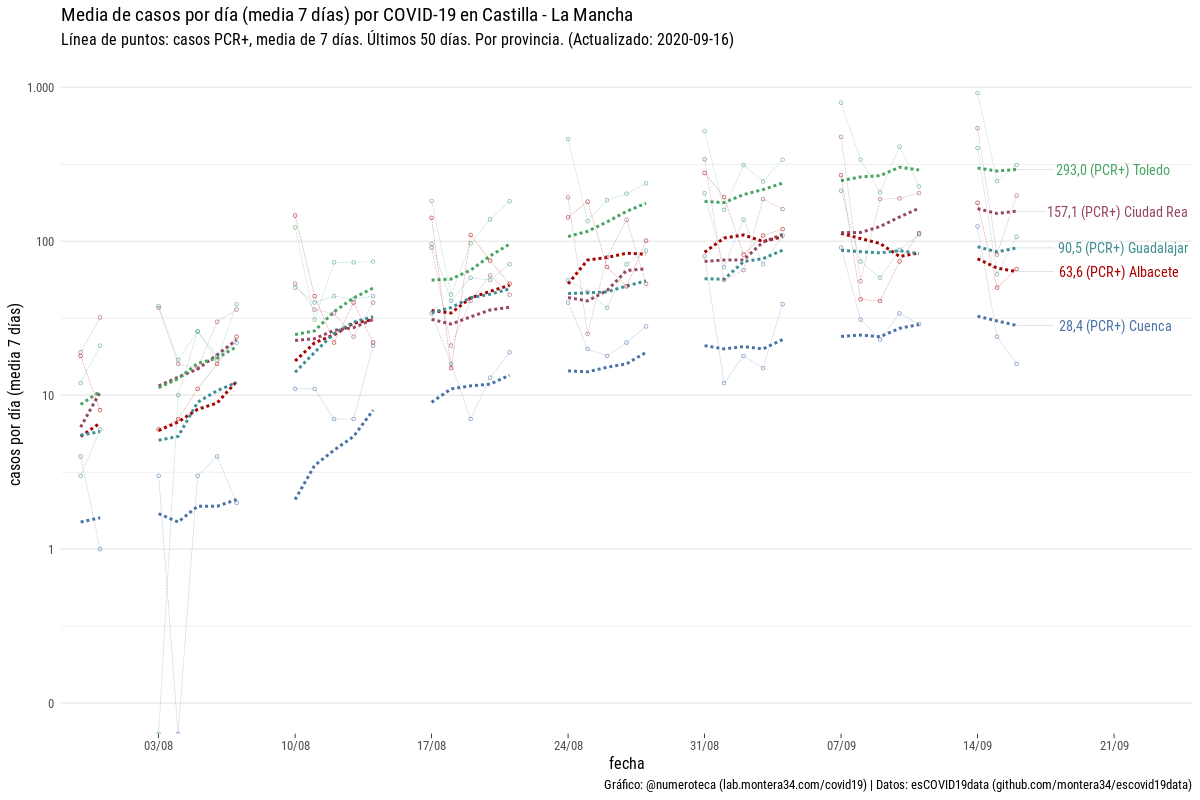 Media de casos por día (media 7 días) por COVID-19 en Castilla - La Mancha
Línea de puntos: casos PCR+, media de 7 días. Últimos 50 días. Por provincia. (Actualizado: 2020-09-16)
casos por día (media 7 días)
1.000
100
10
1
0
293,0 (PCR+) Toledo
157,1 (PCR+) Ciudad Rea
90,5 (PCR+) Guadalajar
63,6 (PCR+) Albacete
28,4 (PCR+) Cuenca
03/08
10/08
17/08
24/08
31/08
07/09
14/09
21/09
fecha
Gráfico: @numeroteca (lab.montera34.com/covid19) | Datos: esCOVID19data (github.com/montera34/escovid19data)